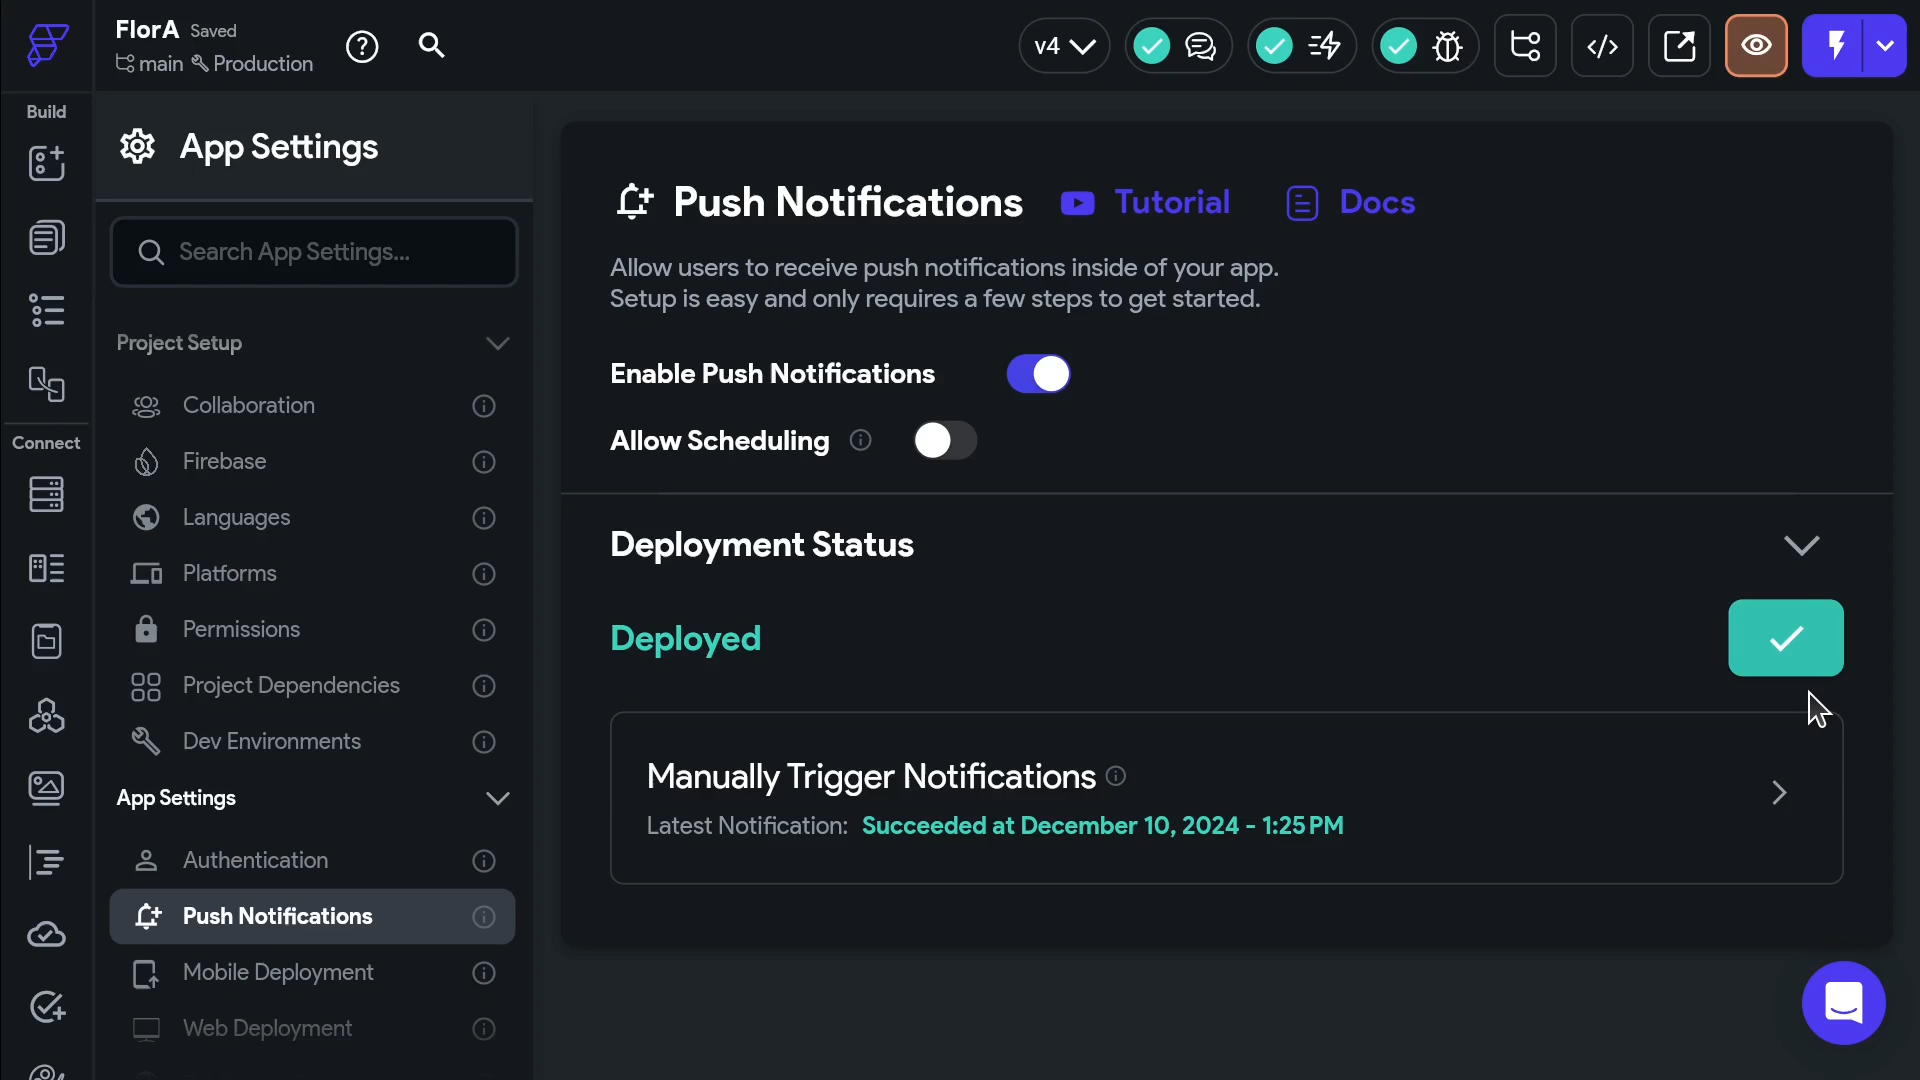 FlorA Saved
main Production
v4
Build
Connect
App Settings
Search App Settings...
Project Setup
Collaboration
Firebase
Languages
Platforms
Permissions
Project Dependencies
Dev Environments
App Settings
Authentication
Push Notifications
Mobile Deployment
Web Deployment
Push Notifications Tutorial Docs
Allow users to receive push notifications inside of your app.
Setup is easy and only requires a few steps to get started.
Enable Push Notifications
Allow Scheduling
Deployment Status
Deployed
Manually Trigger Notifications
Latest Notification: Succeeded at December 10, 2024 - 1:25 PM